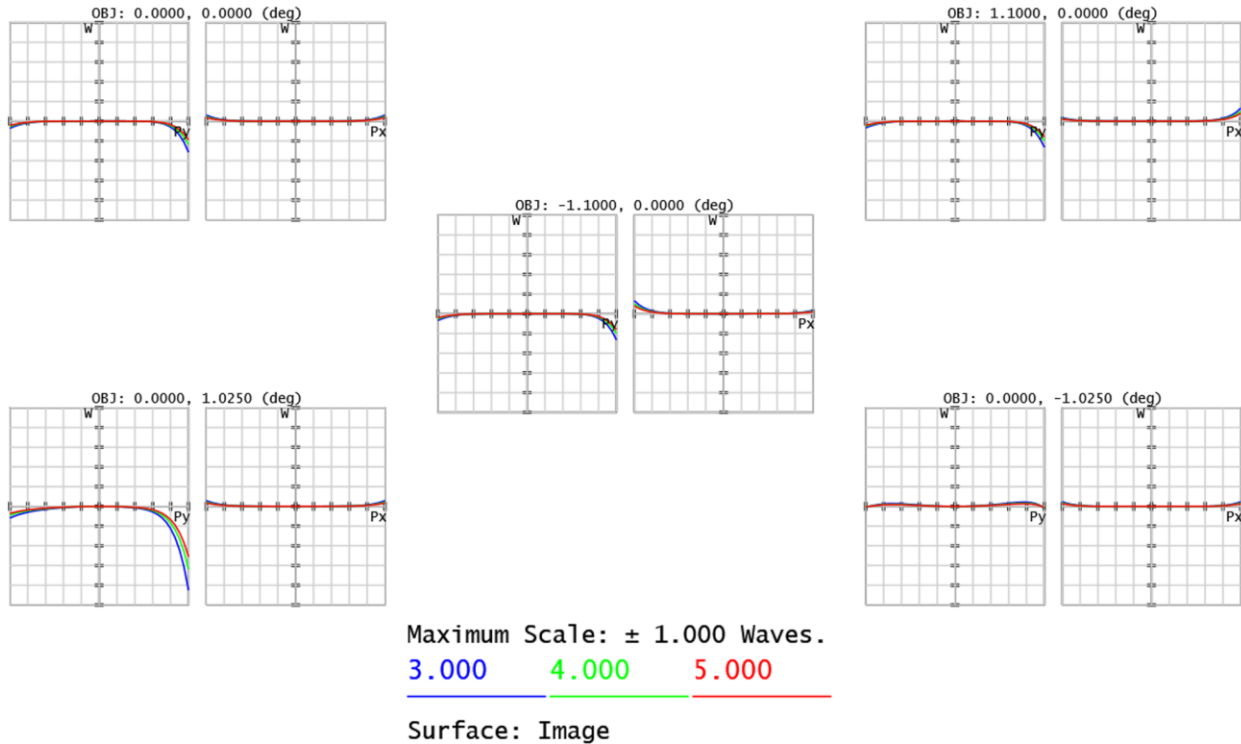 OBJ: 0.0000, 0.0000 (deg)
W
W
Py
Px
OBJ: 1.1000, 0.0000 (deg)
W
W
Py
Px
OBJ: -1.1000, 0.0000 (deg)
W
W
Py
Px
OBJ: 0.0000, 1.0250 (deg)
W
W
Py
Px
OBJ: 0.0000, -1.0250 (deg)
W
W
Py
Px
Maximum Scale: ± 1.000 Waves.
3.000 4.000 5.000
Surface: Image